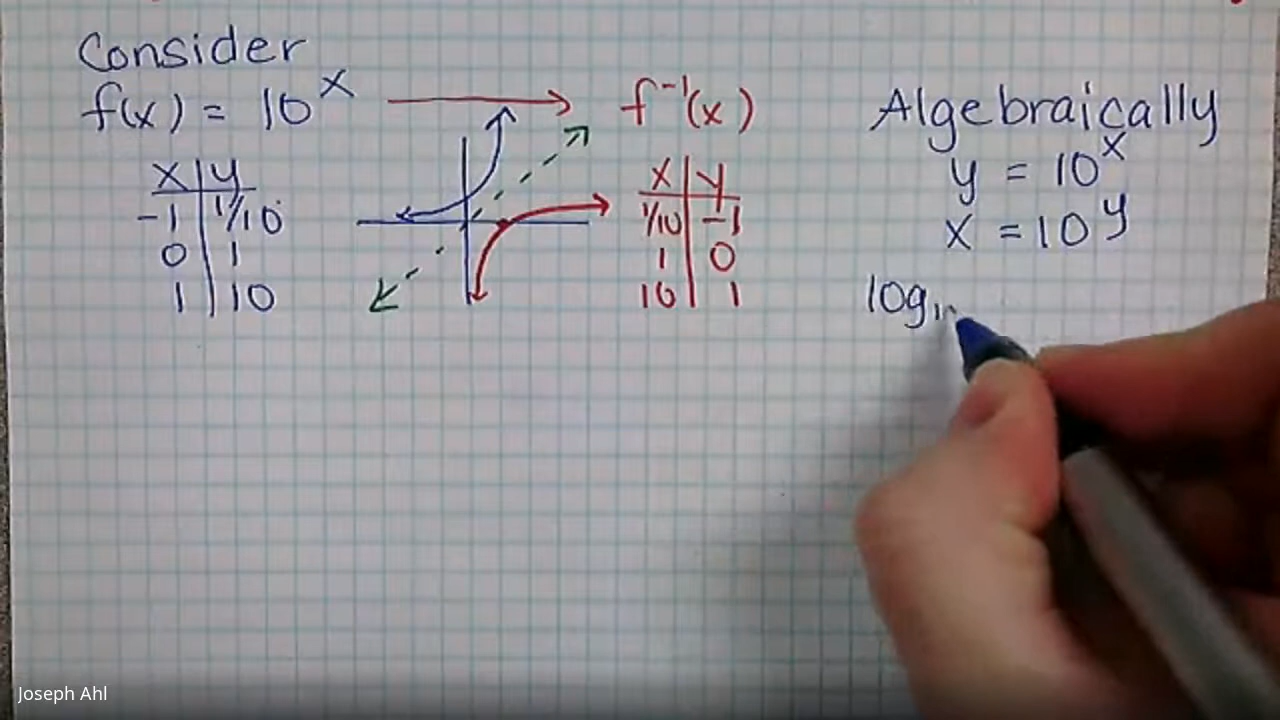 Consider
f(x) = 10^x
f⁻¹(x)
x | y
-1 | 1/10
0 | 1
1 | 10
x | y
1/10 | -1
1 | 0
10 | 1
Algebraically
y = 10^x
x = 10^y
log
Joseph Ahl